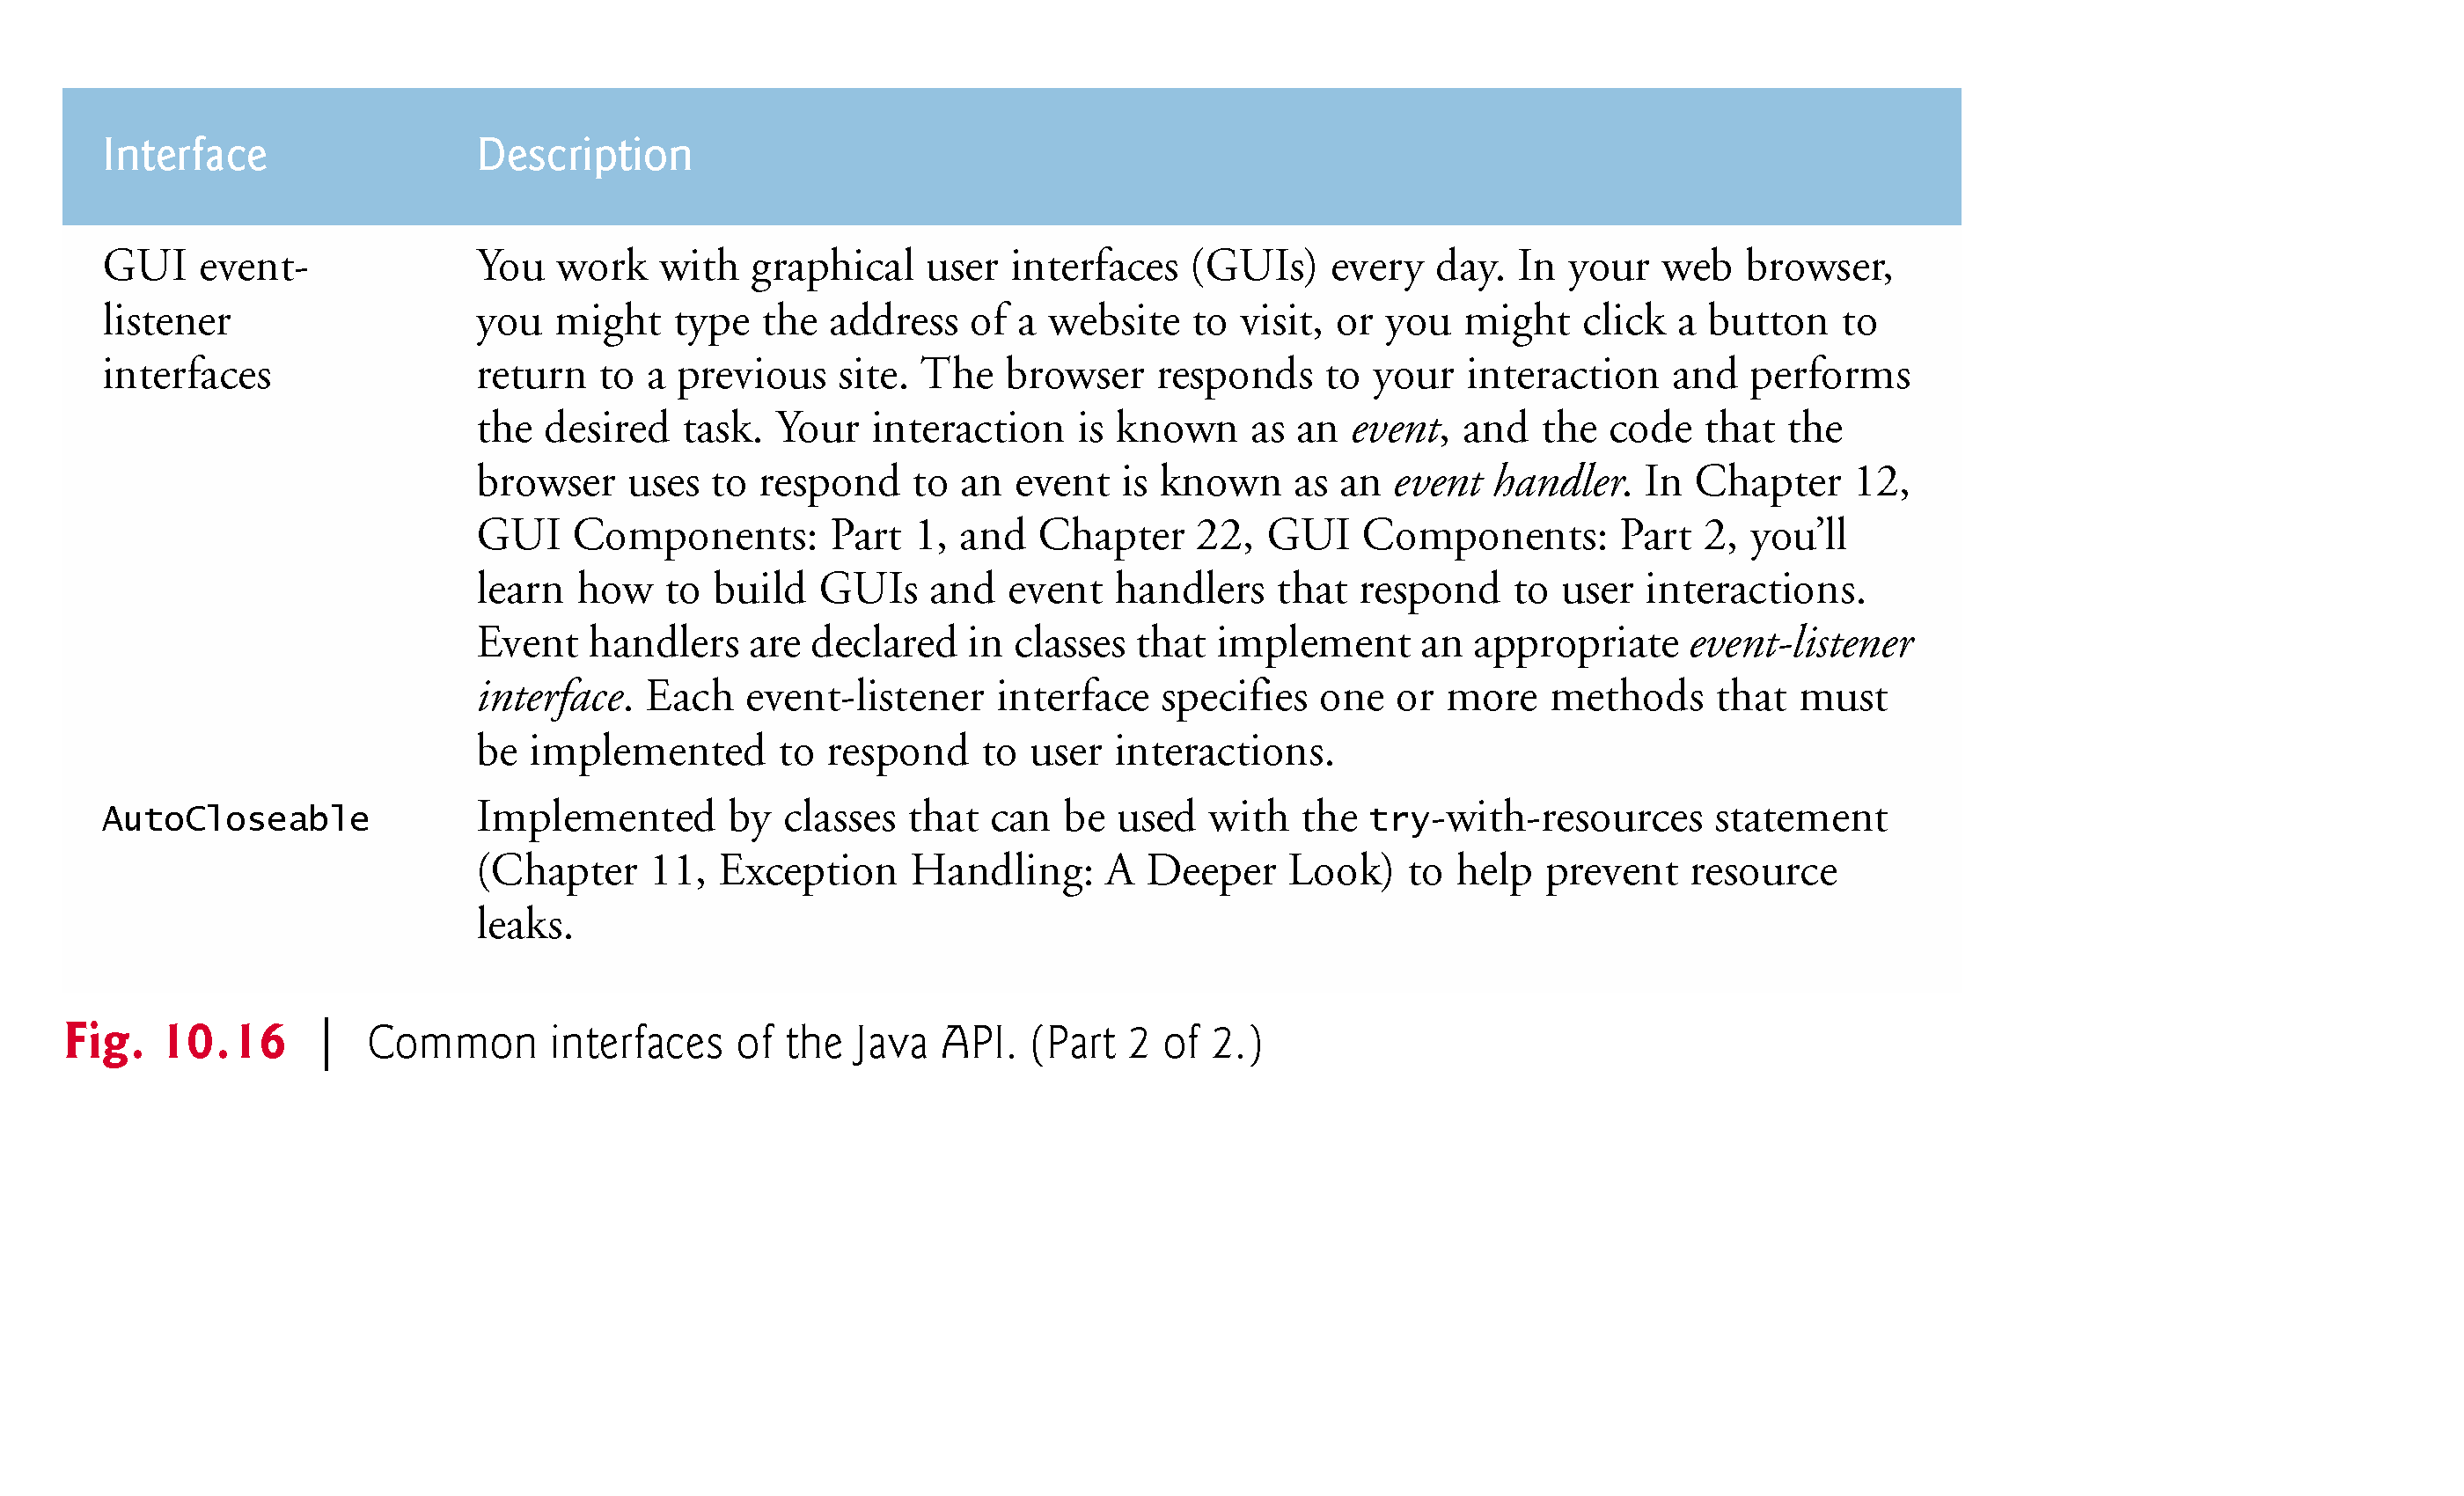 Interface Description
GUI event- You work with graphical user interfaces (GUIs) every day. In your web browser,
listener you might type the address of a website to visit, or you might click a button to
interfaces return to a previous site. The browser responds to your interaction and performs
the desired task. Your interaction is known as an event, and the code that the
browser uses to respond to an event is known as an event handler. In Chapter 12,
GUI Components: Part 1, and Chapter 22, GUI Components: Part 2, you’ll
learn how to build GUIs and event handlers that respond to user interactions.
Event handlers are declared in classes that implement an appropriate event-listener
interface. Each event-listener interface specifies one or more methods that must
be implemented to respond to user interactions.
AutoCloseable Implemented by classes that can be used with the try-with-resources statement
(Chapter 11, Exception Handling: A Deeper Look) to help prevent resource
leaks.
Fig. 10.16 | Common interfaces of the Java API. (Part 2 of 2.)